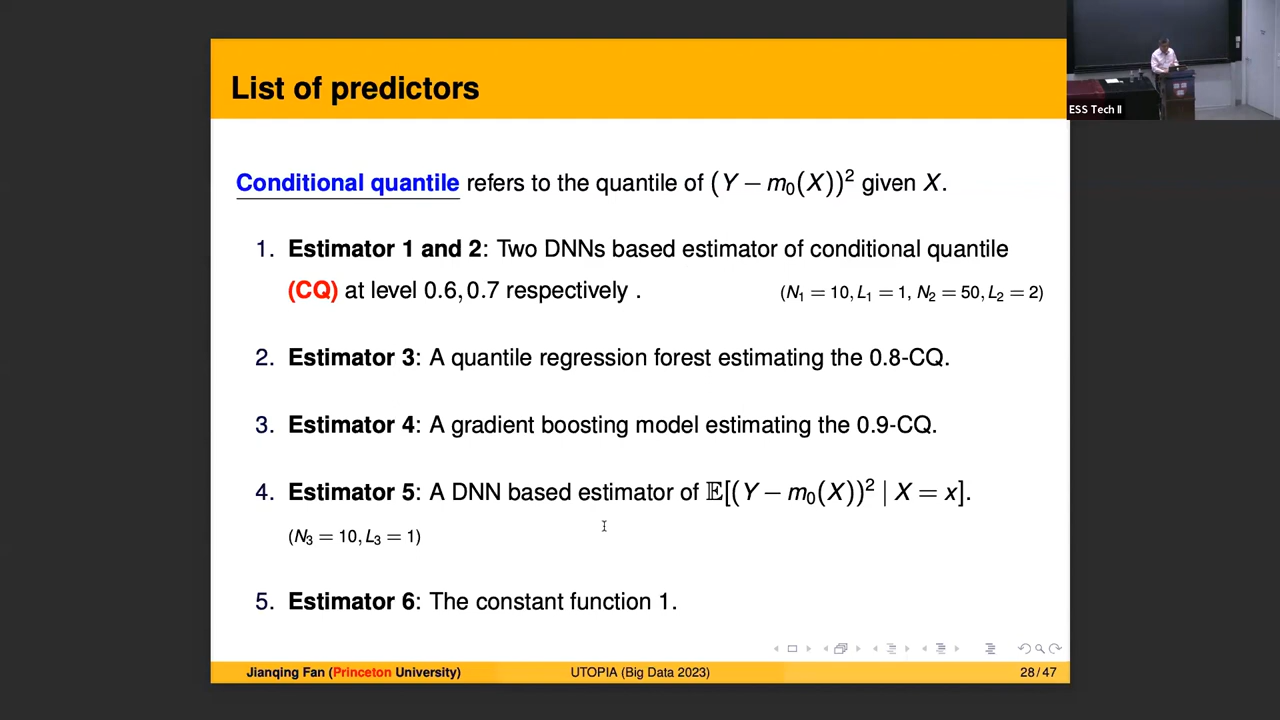 List of predictors
ESS Tech II
Conditional quantile refers to the quantile of (Y − m₀(X))² given X.
1. Estimator 1 and 2: Two DNNs based estimator of conditional quantile
(CQ) at level 0.6, 0.7 respectively . (N₁ = 10, L₁ = 1, N₂ = 50, L₂ = 2)
2. Estimator 3: A quantile regression forest estimating the 0.8-CQ.
3. Estimator 4: A gradient boosting model estimating the 0.9-CQ.
4. Estimator 5: A DNN based estimator of 𝔼[(Y − m₀(X))² | X = x].
(N₃ = 10, L₃ = 1)
5. Estimator 6: The constant function 1.
Jianqing Fan (Princeton University) UTOPIA (Big Data 2023) 28 / 47